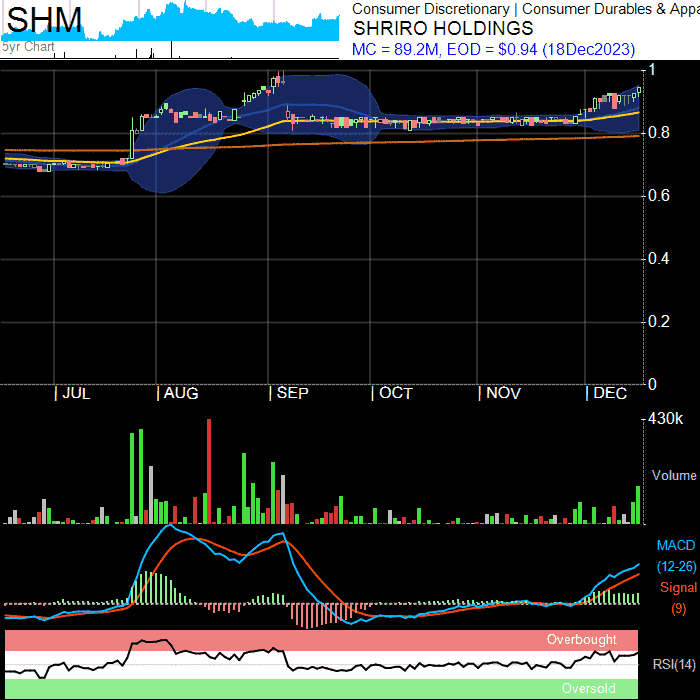 SHM
5yr Chart
Consumer Discretionary | Consumer Durables & Appa
SHRIRO HOLDINGS
MC = 89.2M, EOD = $0.94 (18Dec2023)
1
0.8
0.6
0.4
0.2
0
| JUL | AUG | SEP | OCT | NOV | DEC
430k
Volume
MACD
(12-26)
Signal
(9)
Overbought
RSI(14)
Oversold